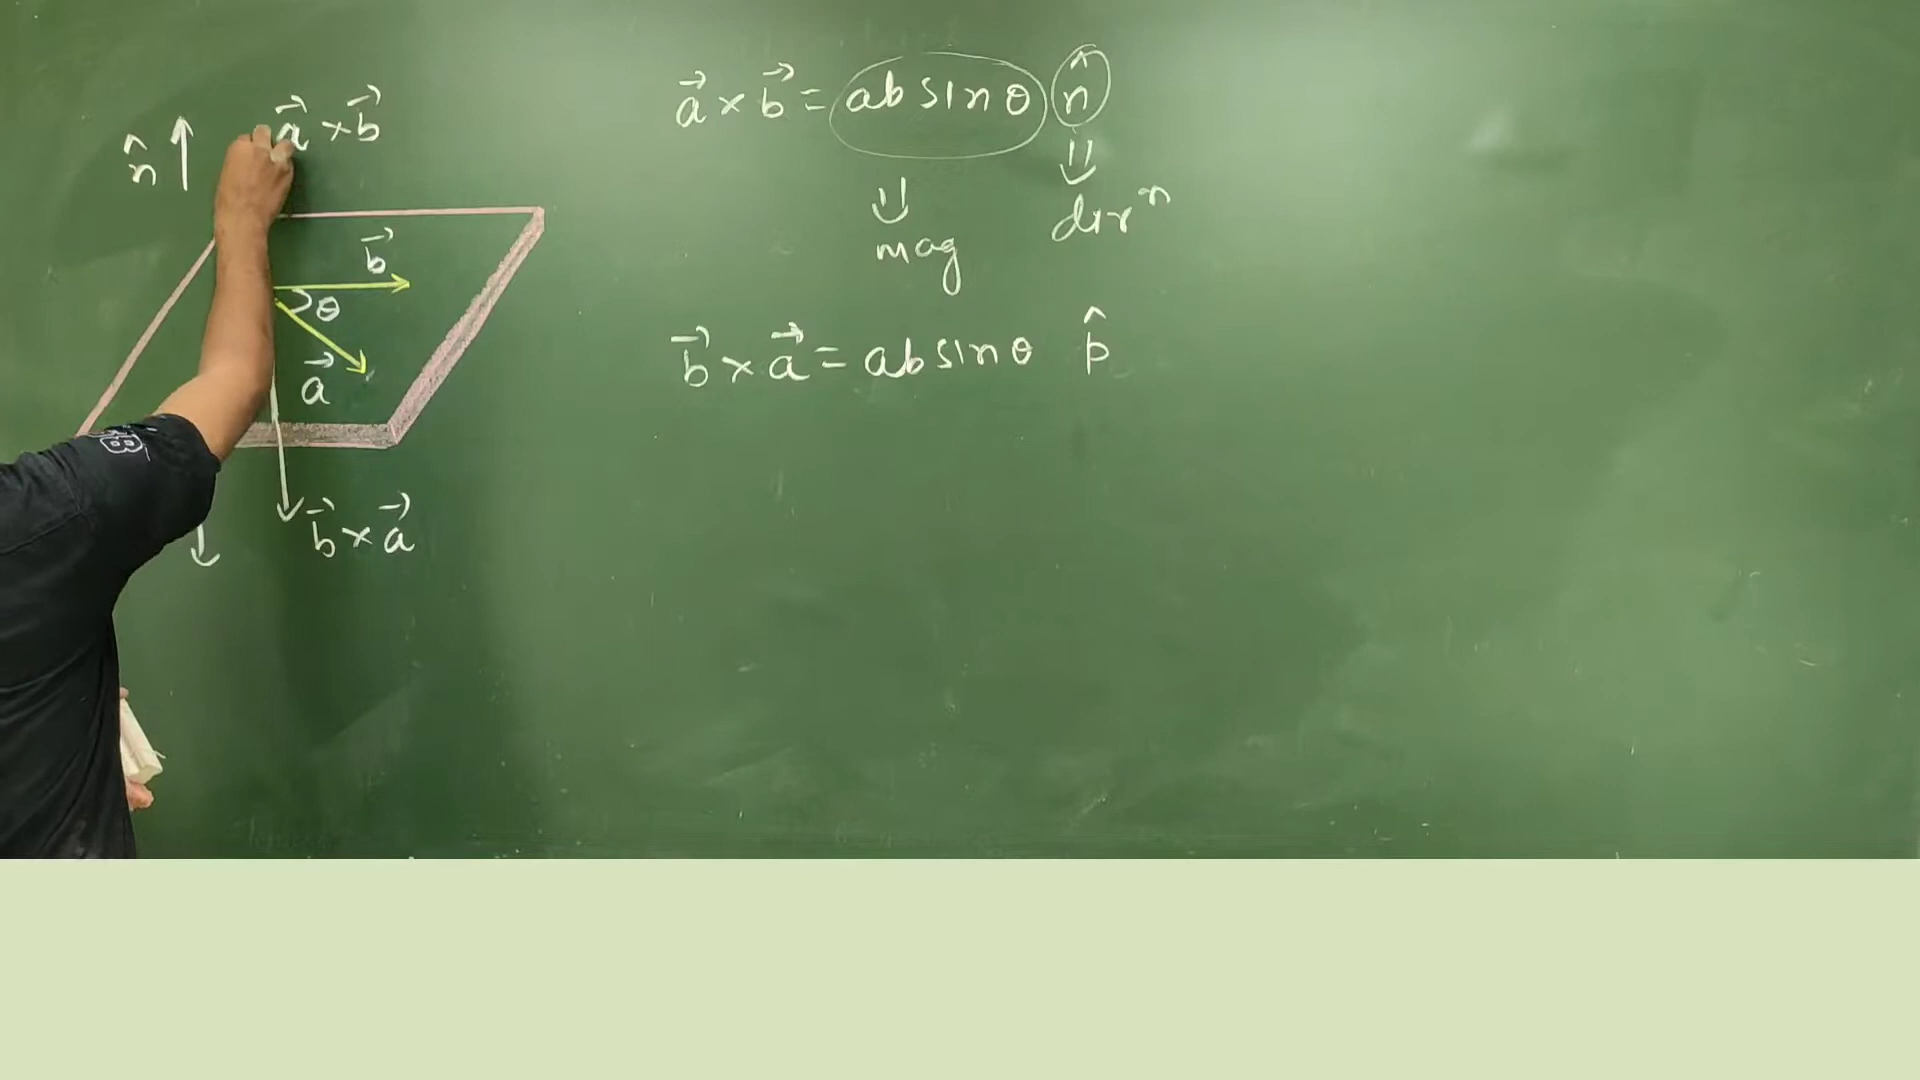 a⃗ × b⃗ = ab sin θ n̂
⇓ mag
⇓ dirⁿ
b⃗ × a⃗ = ab sin θ p̂
n̂ ↑
a⃗ × b⃗
b⃗
θ
a⃗
b⃗ × a⃗